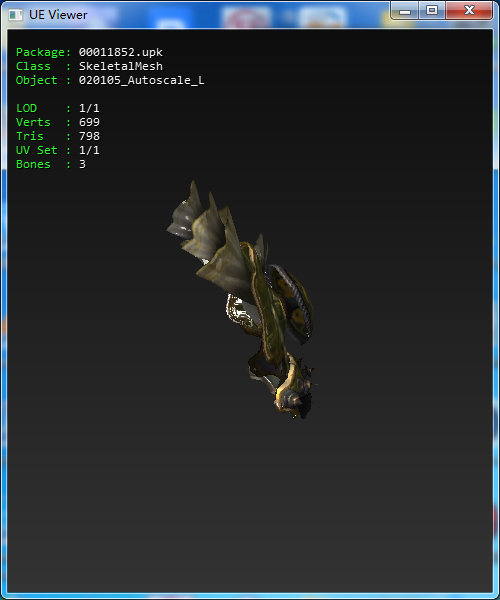 UE Viewer
Package: 00011852.upk
Class : SkeletalMesh
Object : 020105_Autoscale_L
LOD : 1/1
Verts : 699
Tris : 798
UV Set : 1/1
Bones : 3